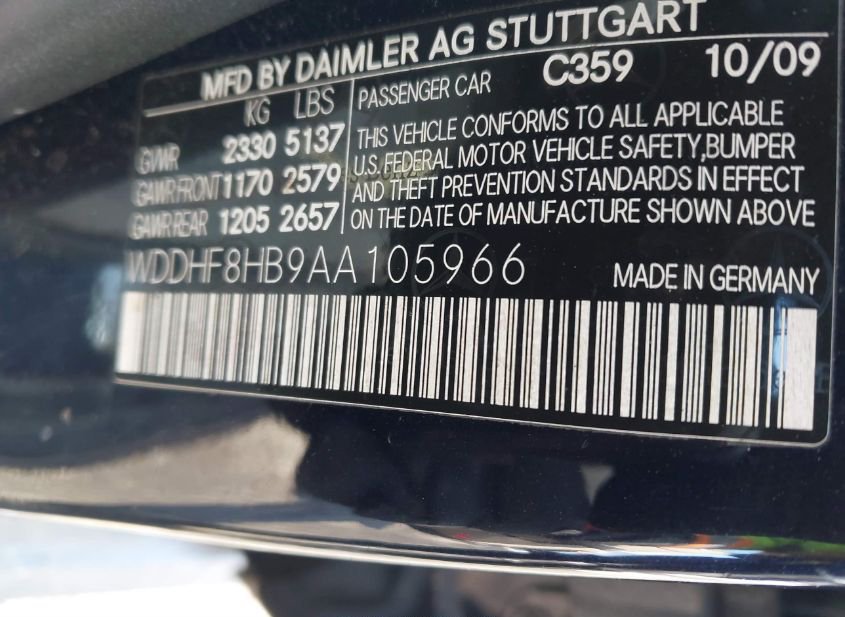 MFD BY DAIMLER AG STUTTGART
C359 10/09
KG LBS
GVWR 2330 5137
GAWR FRONT 1170 2579
GAWR REAR 1205 2657
PASSENGER CAR
THIS VEHICLE CONFORMS TO ALL APPLICABLE
U.S. FEDERAL MOTOR VEHICLE SAFETY,BUMPER
AND THEFT PREVENTION STANDARDS IN EFFECT
ON THE DATE OF MANUFACTURE SHOWN ABOVE
WDDHF8HB9AA105966
MADE IN GERMANY